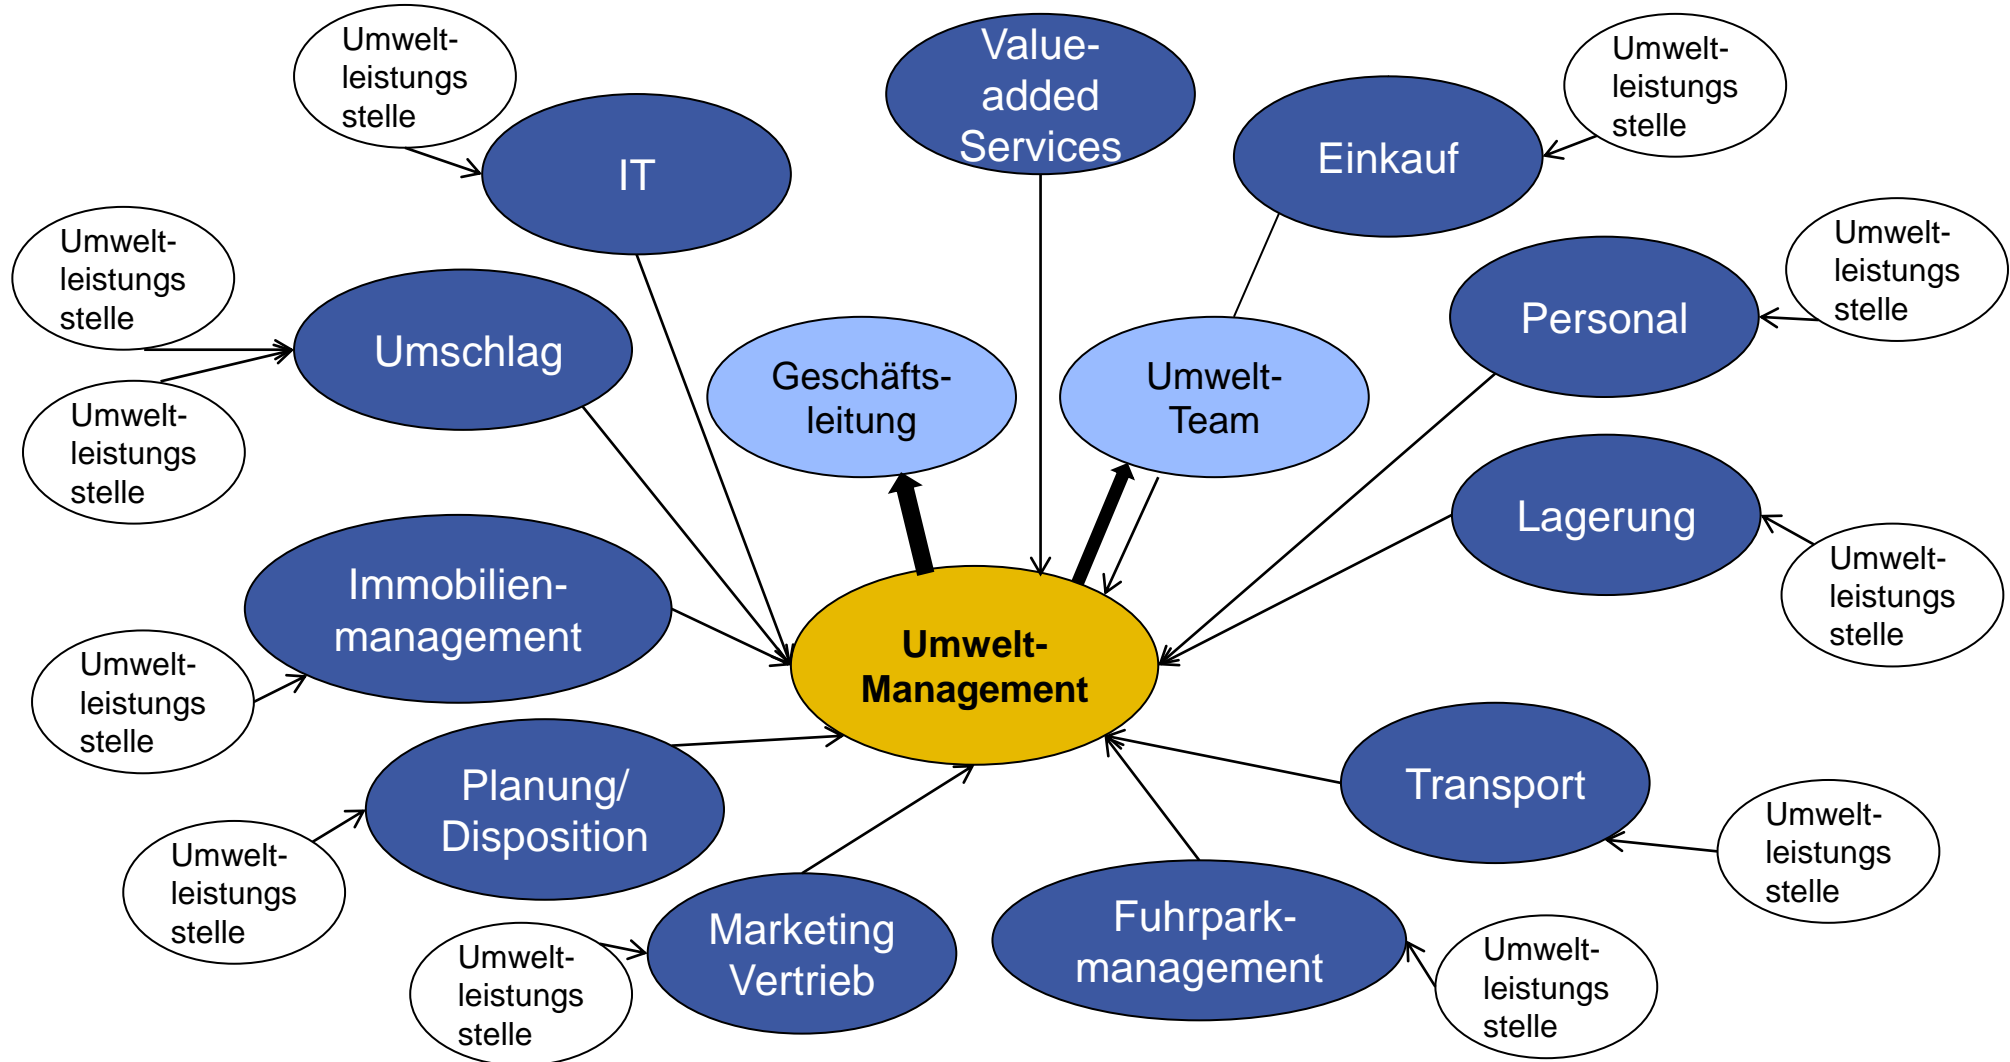 Umwelt-
leistungs
stelle
Value-
added
Services
Umwelt-
leistungs
stelle
IT
Einkauf
Umwelt-
leistungs
stelle
Umwelt-
leistungs
stelle
Umschlag
Personal
Geschäfts-
leitung
Umwelt-
Team
Umwelt-
leistungs
stelle
Lagerung
Immobilien-
management
Umwelt-
leistungs
stelle
Umwelt-
Management
Umwelt-
leistungs
stelle
Planung/
Disposition
Transport
Umwelt-
leistungs
stelle
Umwelt-
leistungs
stelle
Marketing
Vertrieb
Fuhrpark-
management
Umwelt-
leistungs
stelle
Umwelt-
leistungs
stelle